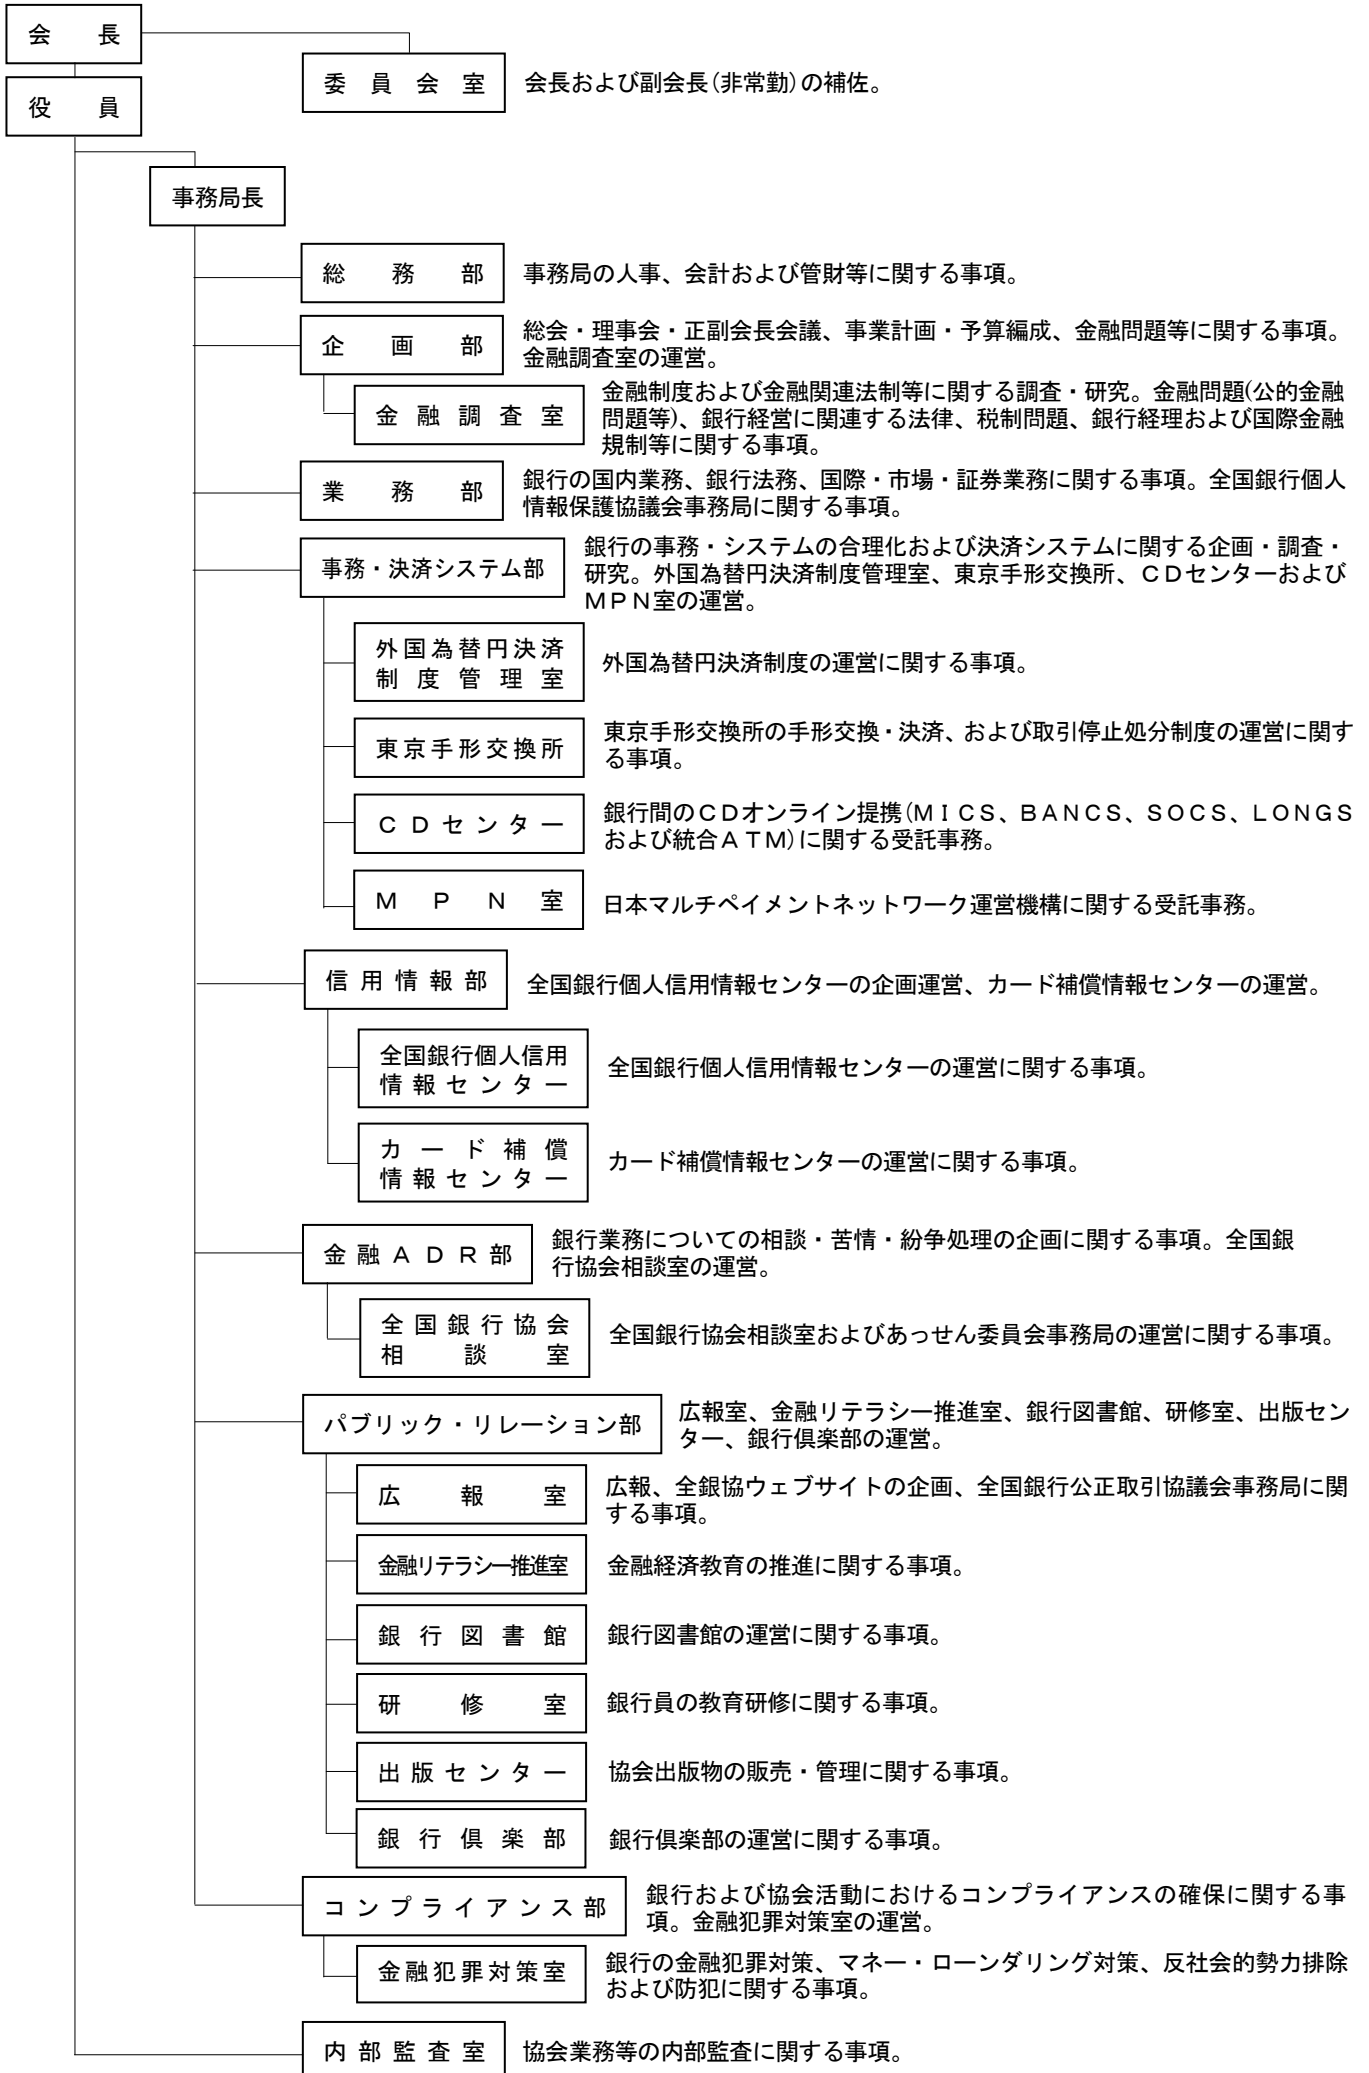 会長
委員会室
会長および副会長(非常勤)の補佐。
役員
事務局長
総務部
事務局の人事、会計および管財等に関する事項。
企画部
総会・理事会・正副会長会議、事業計画・予算編成、金融問題等に関する事項。
金融調査室の運営。
金融調査室
金融制度および金融関連法制等に関する調査・研究。金融問題(公的金融
問題等)、銀行経営に関連する法律、税制問題、銀行経理および国際金融
規制等に関する事項。
業務部
銀行の国内業務、銀行法務、国際・市場・証券業務に関する事項。全国銀行個人
情報保護協議会事務局に関する事項。
事務・決済システム部
銀行の事務・システムの合理化および決済システムに関する企画・調査・
研究。外国為替円決済制度管理室、東京手形交換所、CDセンターおよび
MPN室の運営。
外国為替円決済
制度管理室
外国為替円決済制度の運営に関する事項。
東京手形交換所
東京手形交換所の手形交換・決済、および取引停止処分制度の運営に関す
る事項。
CDセンター
銀行間のCDオンライン提携(MICS、BANCS、SOCS、LONGS
および統合ATM)に関する受託事務。
MPN室
日本マルチペイメントネットワーク運営機構に関する受託事務。
信用情報部
全国銀行個人信用情報センターの企画運営、カード補償情報センターの運営。
全国銀行個人信用
情報センター
全国銀行個人信用情報センターの運営に関する事項。
カード補償
情報センター
カード補償情報センターの運営に関する事項。
金融ADR部
銀行業務についての相談・苦情・紛争処理の企画に関する事項。全国銀
行協会相談室の運営。
全国銀行協会
相談室
全国銀行協会相談室およびあっせん委員会事務局の運営に関する事項。
パブリック・リレーション部
広報室、金融リテラシー推進室、銀行図書館、研修室、出版セン
ター、銀行倶楽部の運営。
広報室
広報、全銀協ウェブサイトの企画、全国銀行公正取引協議会事務局に関
する事項。
金融リテラシー推進室
金融経済教育の推進に関する事項。
銀行図書館
銀行図書館の運営に関する事項。
研修室
銀行員の教育研修に関する事項。
出版センター
協会出版物の販売・管理に関する事項。
銀行倶楽部
銀行倶楽部の運営に関する事項。
コンプライアンス部
銀行および協会活動におけるコンプライアンスの確保に関する事
項。金融犯罪対策室の運営。
金融犯罪対策室
銀行の金融犯罪対策、マネー・ローンダリング対策、反社会的勢力排除
および防犯に関する事項。
内部監査室
協会業務等の内部監査に関する事項。